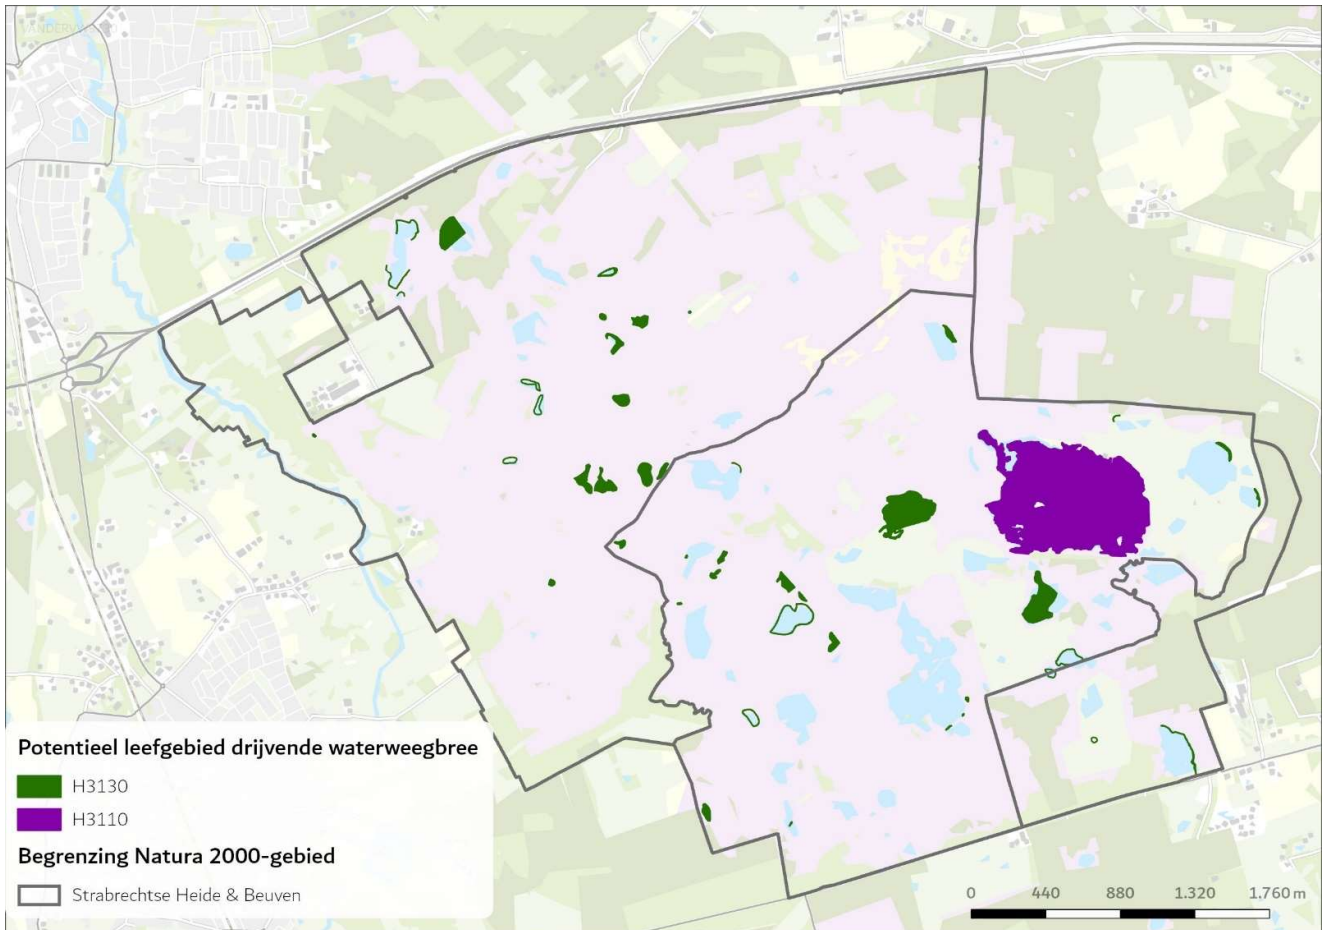 Potentieel leefgebied drijvende waterweegbree
H3130
H3110
Begrenzing Natura 2000-gebied
Strabrechtse Heide & Beuven
0 440 880 1.320 1.760 m